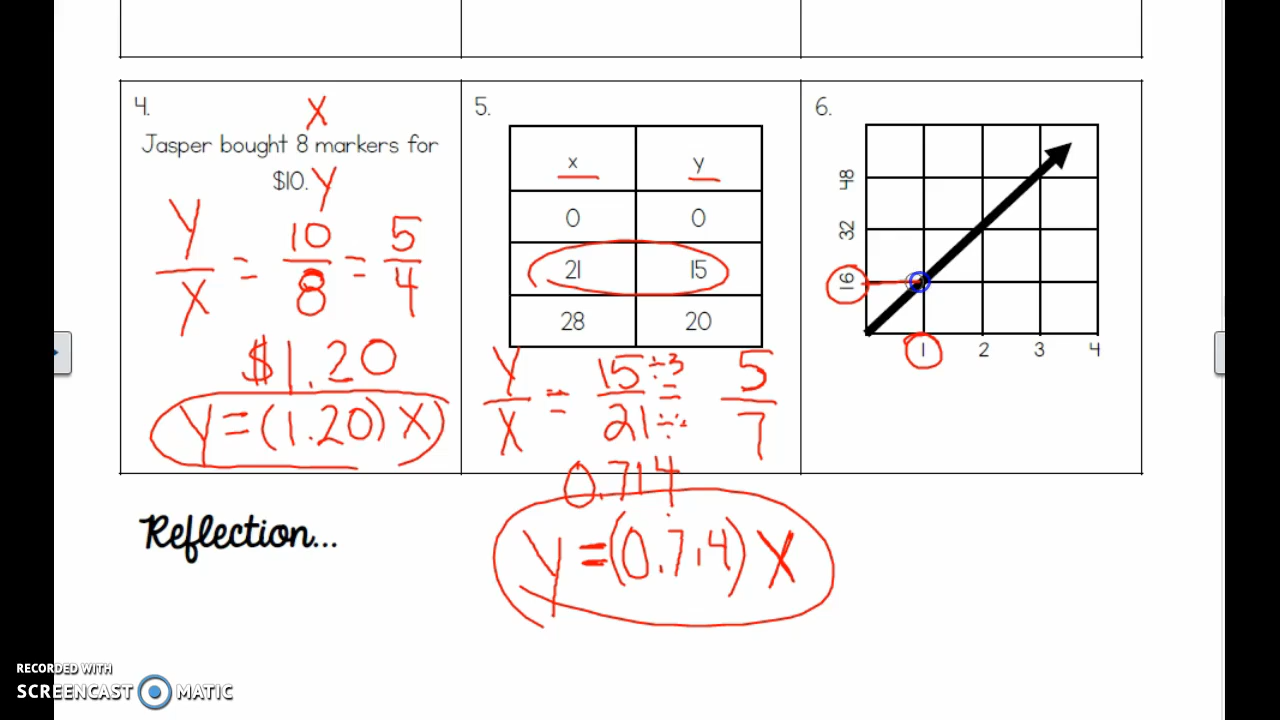 4.
X
Jasper bought 8 markers for
$10. Y
Y/X = 10/8 = 5/4
$1.20
Y=(1.20)X
5.
x y
0 0
21 15
28 20
Y/X = 15÷3/21÷ = 5/7
0.714
Y=(0.714)X
6.
48
32
16
1 2 3 4
Reflection...
RECORDED WITH
SCREENCAST MATIC